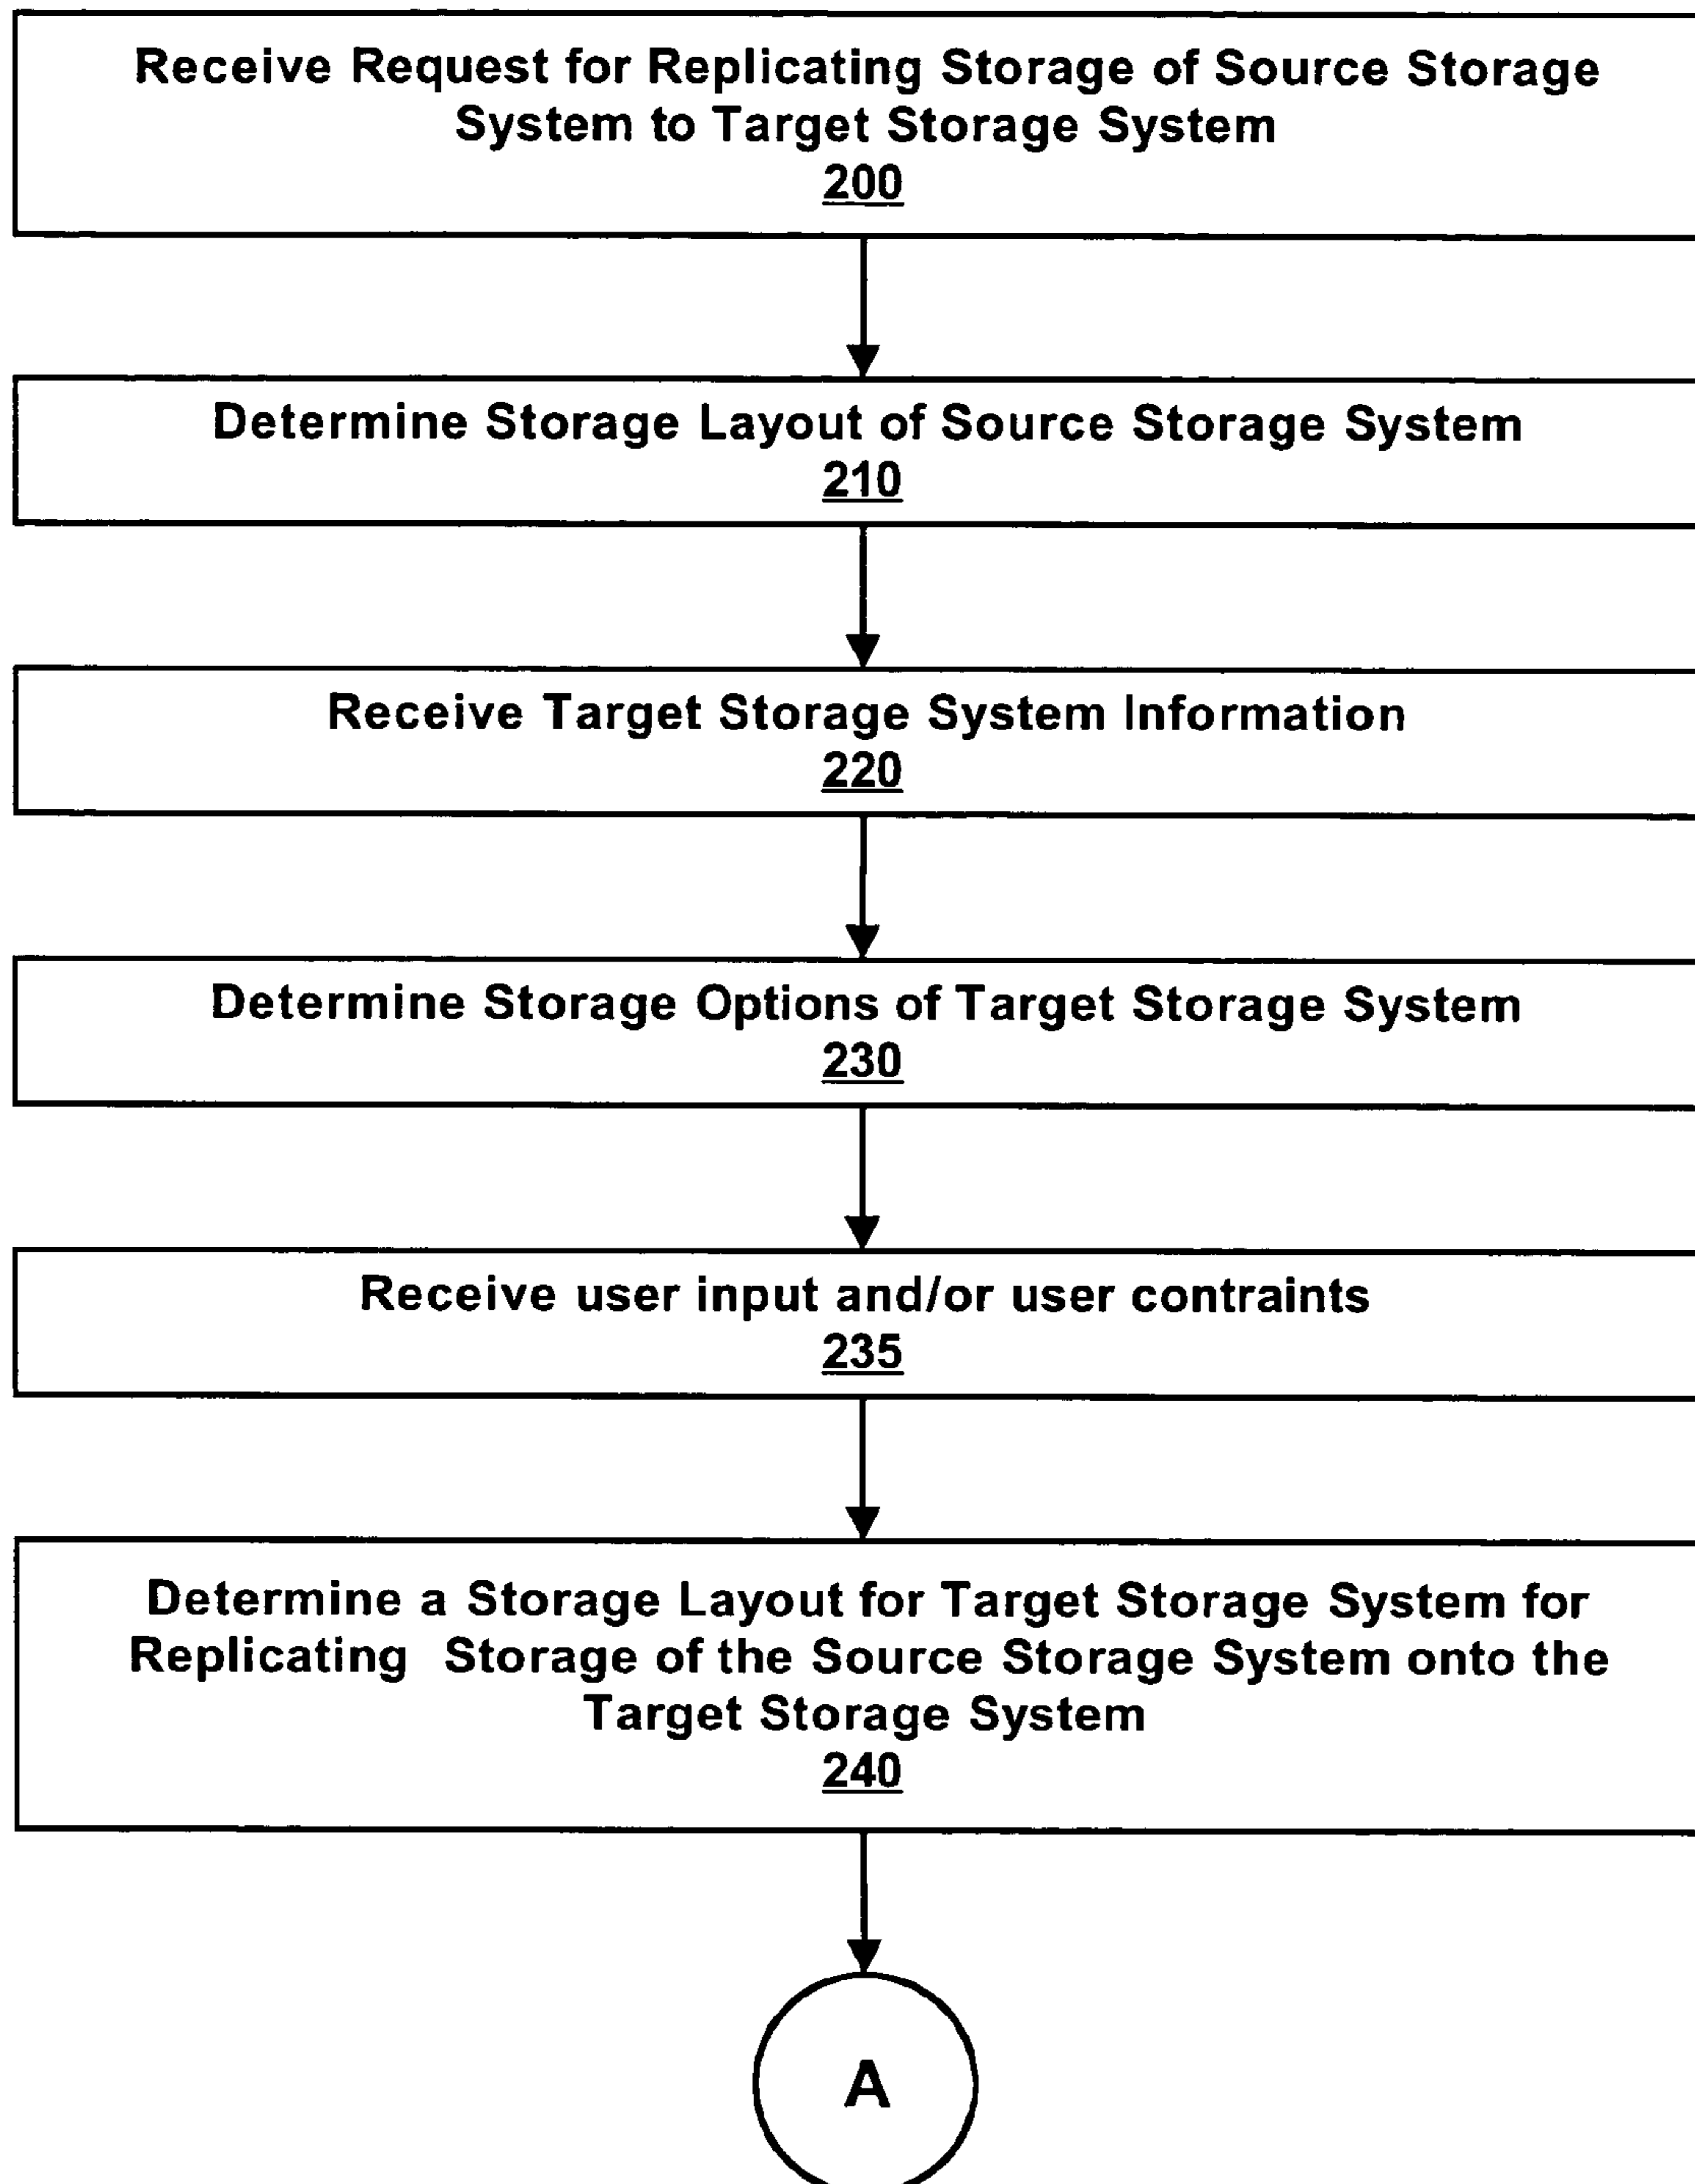 Receive Request for Replicating Storage of Source Storage
System to Target Storage System
200
Determine Storage Layout of Source Storage System
210
Receive Target Storage System Information
220
Determine Storage Options of Target Storage System
230
Receive user input and/or user contraints
235
Determine a Storage Layout for Target Storage System for
Replicating Storage of the Source Storage System onto the
Target Storage System
240
A